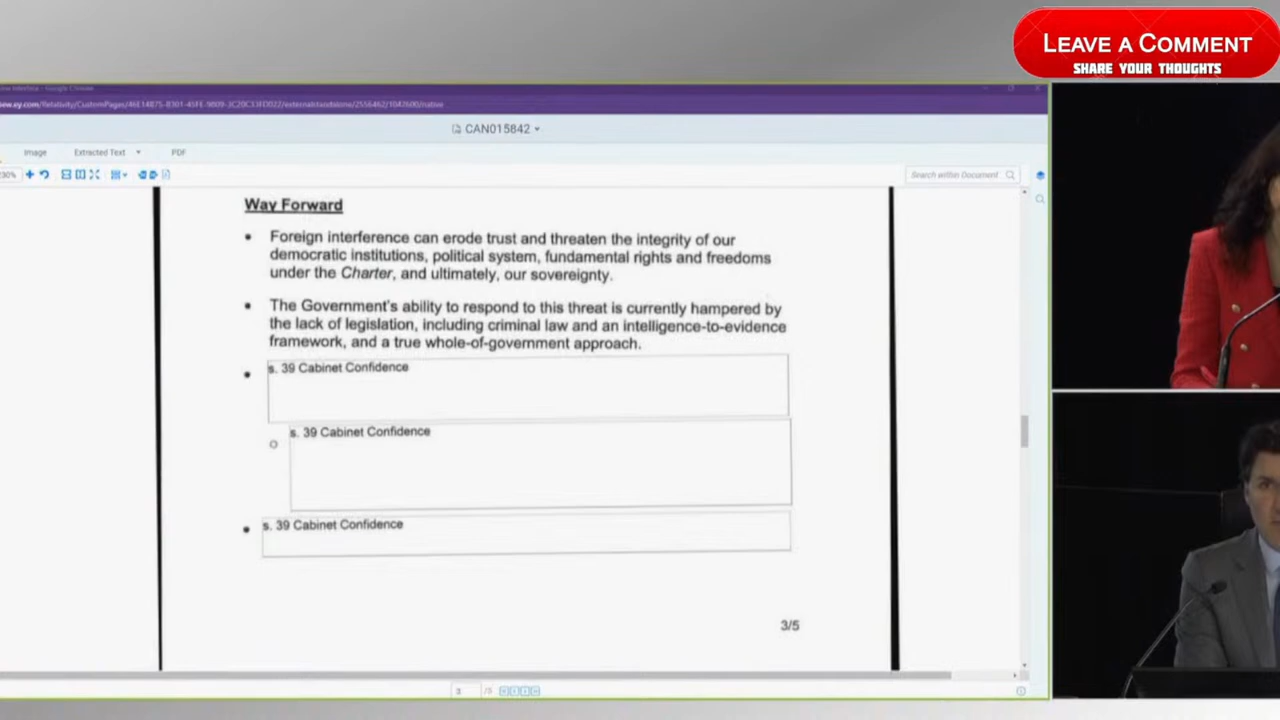 LEAVE A COMMENT
SHARE YOUR THOUGHTS
CAN015842
Image
Extracted Text
PDF
Search within Document
Way Forward
• Foreign interference can erode trust and threaten the integrity of our
democratic institutions, political system, fundamental rights and freedoms
under the Charter, and ultimately, our sovereignty.
• The Government's ability to respond to this threat is currently hampered by
the lack of legislation, including criminal law and an intelligence-to-evidence
framework, and a true whole-of-government approach.
• s. 39 Cabinet Confidence
o s. 39 Cabinet Confidence
• s. 39 Cabinet Confidence
3/5
3